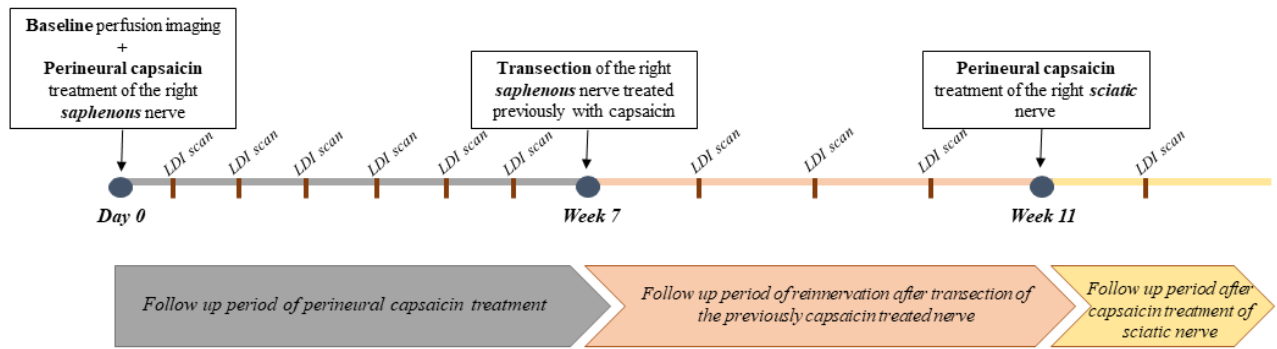 Baseline perfusion imaging
+
Perineural capsaicin
treatment of the right
saphenous nerve
Transection of the right
saphenous nerve treated
previously with capsaicin
Perineural capsaicin
treatment of the right sciatic
nerve
LDI scan
LDI scan
LDI scan
LDI scan
LDI scan
LDI scan
LDI scan
LDI scan
LDI scan
LDI scan
Day 0
Week 7
Week 11
Follow up period of perineural capsaicin treatment
Follow up period of reinnervation after transection of
the previously capsaicin treated nerve
Follow up period after
capsaicin treatment of
sciatic nerve